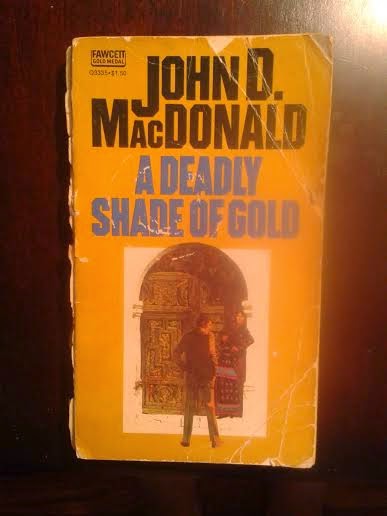 FAWCETT
GOLD MEDAL
Q3335•$1.50
JOHN D.
MACDONALD
A DEADLY
SHADE OF GOLD